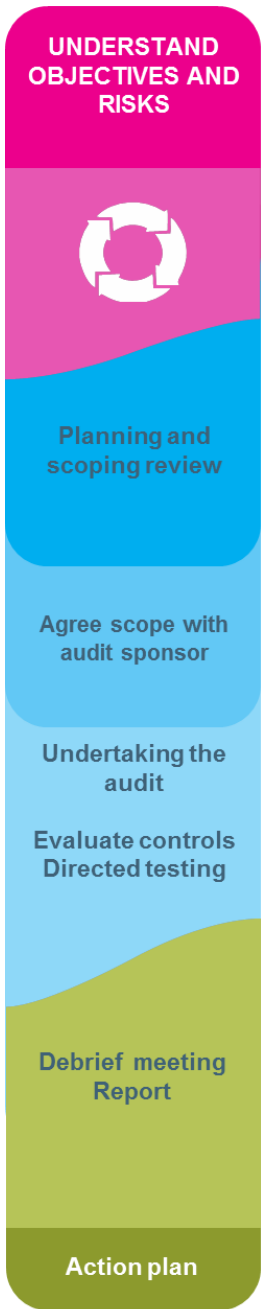 UNDERSTAND
OBJECTIVES AND
RISKS
Planning and
scoping review
Agree scope with
audit sponsor
Undertaking the
audit
Evaluate controls
Directed testing
Debrief meeting
Report
Action plan